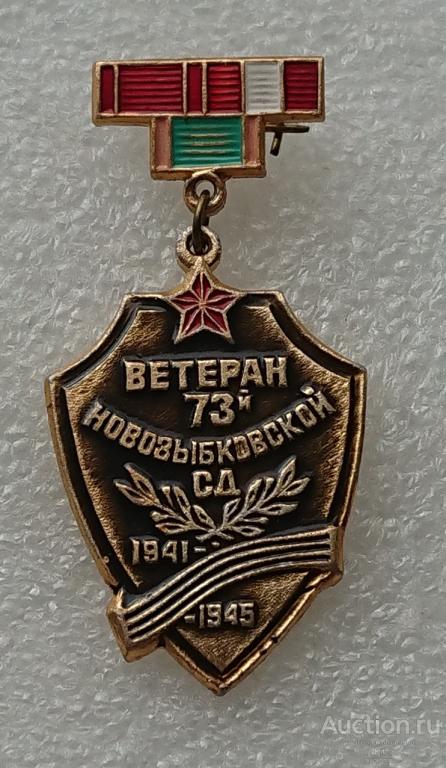 ВЕТЕРАН
73й
НОВОЗЫБКОВСКОЙ
СД
1941-
-1945
Auction.ru